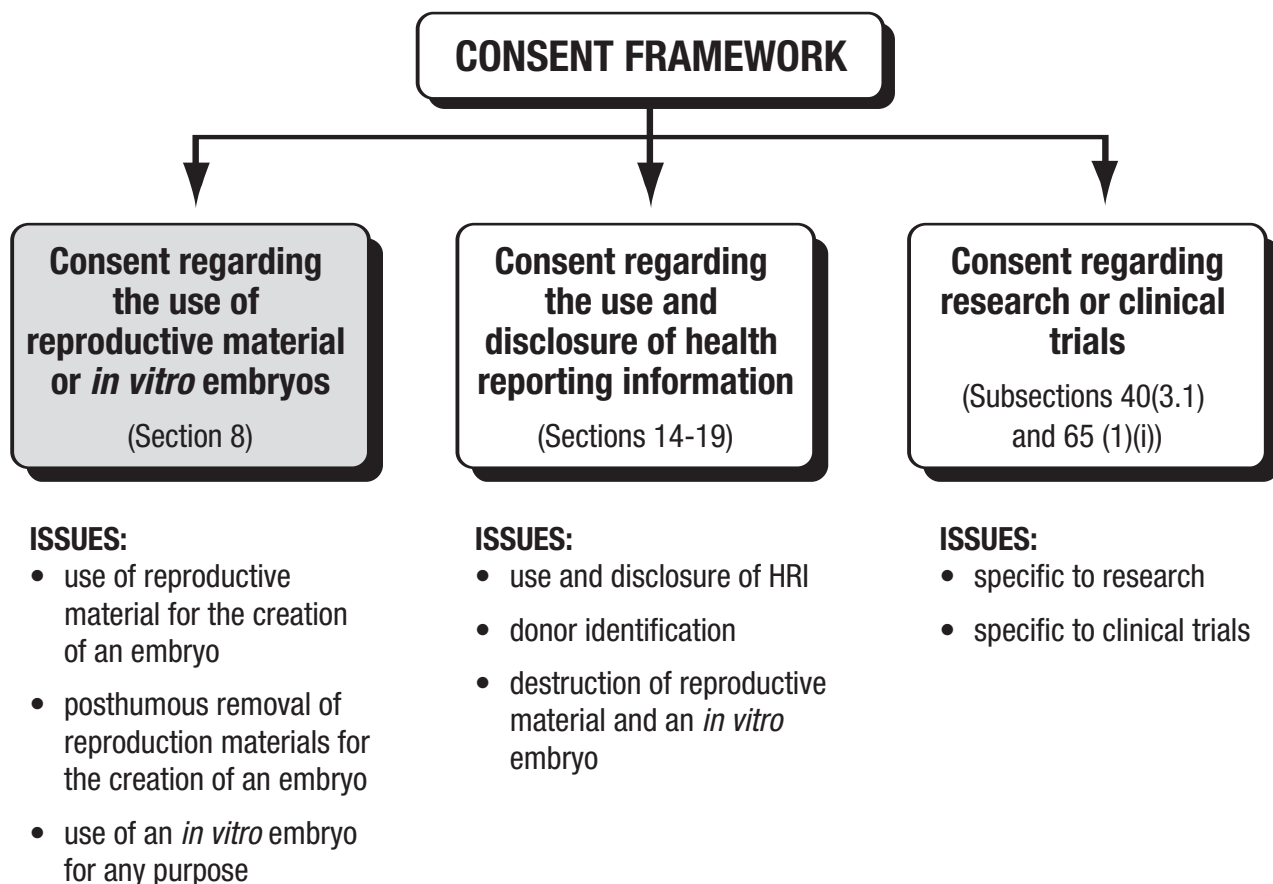 CONSENT FRAMEWORK
Consent regarding
the use of
reproductive material
or in vitro embryos
(Section 8)
Consent regarding
the use and
disclosure of health
reporting information
(Sections 14-19)
Consent regarding
research or clinical
trials
(Subsections 40(3.1)
and 65 (1)(i))
ISSUES:
• use of reproductive
material for the creation
of an embryo
• posthumous removal of
reproduction materials for
the creation of an embryo
• use of an in vitro embryo
for any purpose
ISSUES:
• use and disclosure of HRI
• donor identification
• destruction of reproductive
material and an in vitro
embryo
ISSUES:
• specific to research
• specific to clinical trials